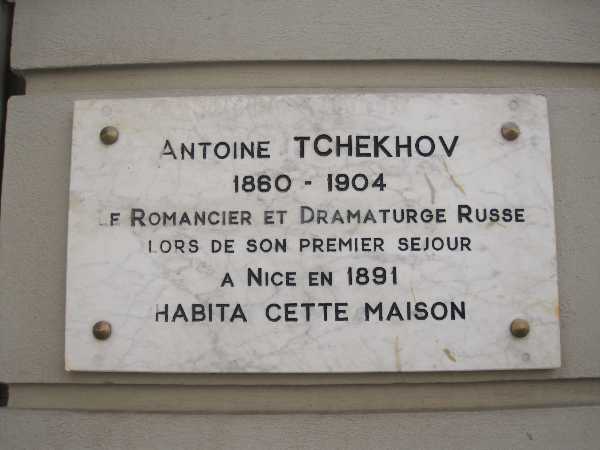 ANTOINE TCHEKHOV
1860 - 1904
LE ROMANCIER ET DRAMATURGE RUSSE
LORS DE SON PREMIER SEJOUR
A NICE EN 1891
HABITA CETTE MAISON